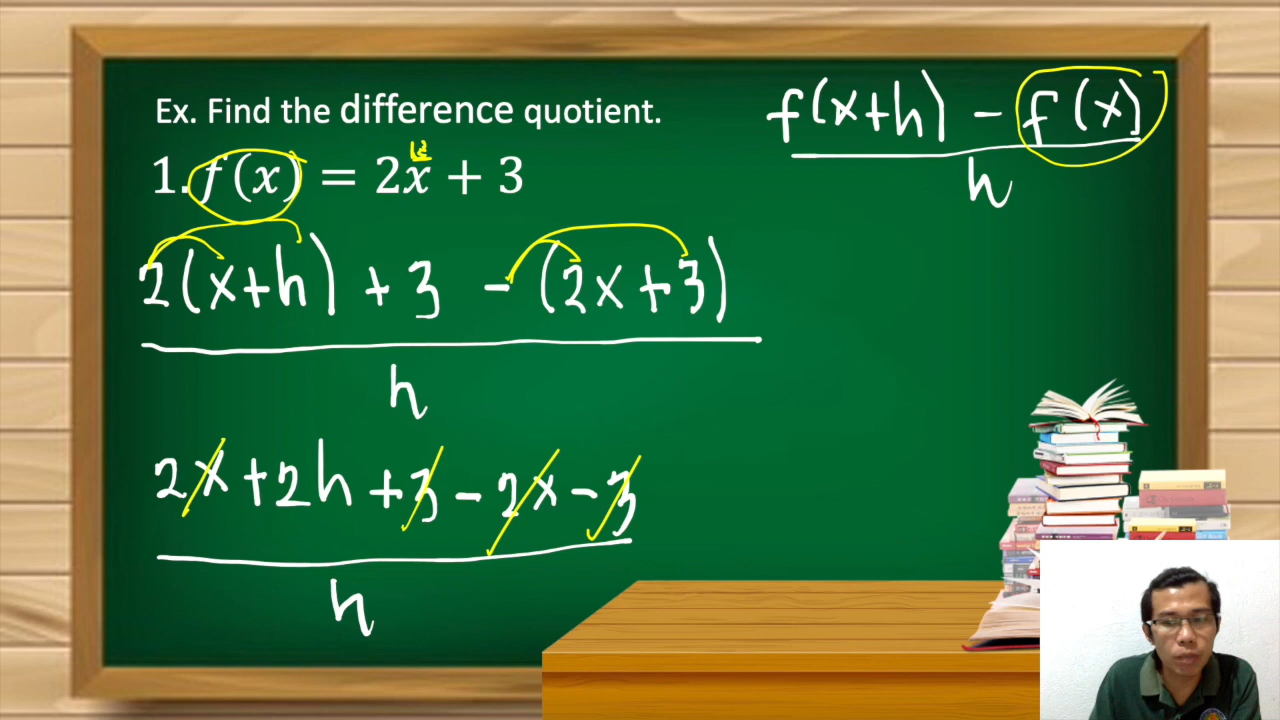 Ex. Find the difference quotient.
f(x+h) - f(x)
h
1. f(x) = 2x + 3
2(x+h) + 3 - (2x+3)
h
2x+2h+3-2x-3
h